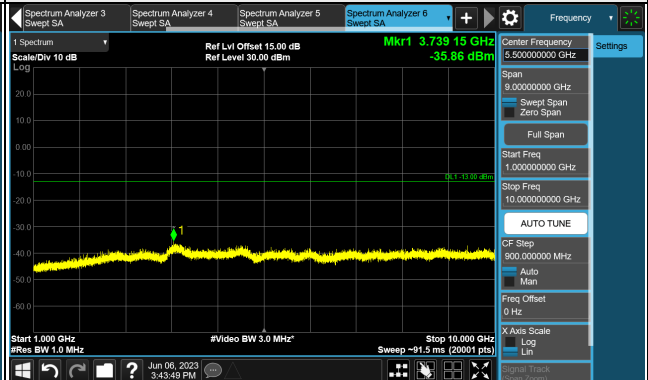 Spectrum Analyzer 3
Swept SA
Spectrum Analyzer 4
Swept SA
Spectrum Analyzer 5
Swept SA
Spectrum Analyzer 6
Swept SA
+
Frequency
1 Spectrum
Scale/Div 10 dB
Ref Lvl Offset 15.00 dB
Ref Level 30.00 dBm
Mkr1 3.739 15 GHz
-35.86 dBm
Log
20.0
10.0
0.00
-10.0
-20.0
-30.0
-40.0
-50.0
-60.0
DL1 -13.00 dBm
1
Start 1.000 GHz
#Video BW 3.0 MHz*
Stop 10.000 GHz
#Res BW 1.0 MHz
Sweep ~91.5 ms (20001 pts)
Center Frequency
5.500000000 GHz
Settings
Span
9.00000000 GHz
Swept Span
Zero Span
Full Span
Start Freq
1.000000000 GHz
Stop Freq
10.000000000 GHz
AUTO TUNE
CF Step
900.000000 MHz
Auto
Man
Freq Offset
0 Hz
X Axis Scale
Log
Lin
Signal Track
(Span Zoom)
?
Jun 06, 2023
3:43:49 PM